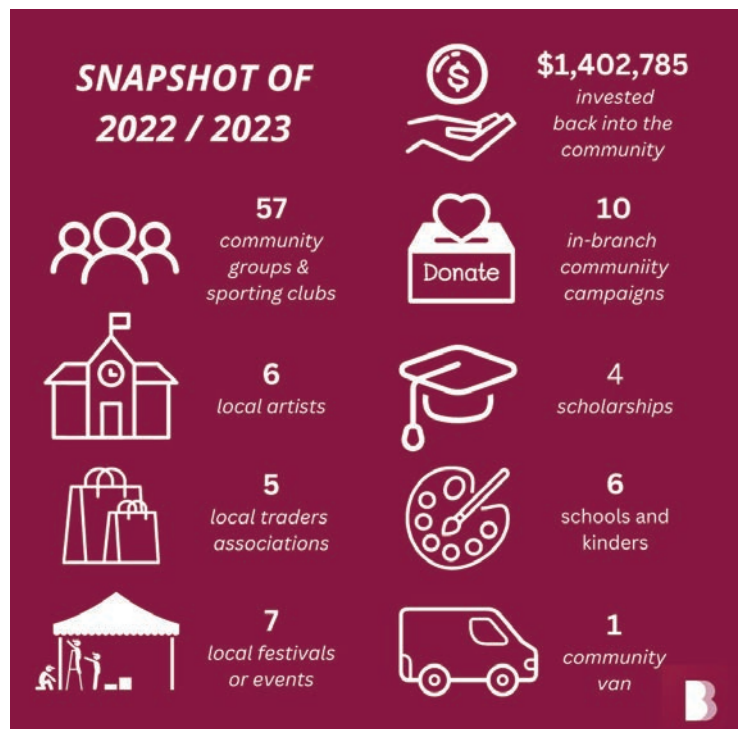 SNAPSHOT OF
2022 / 2023
$1,402,785
invested
back into the
community
57
community
groups &
sporting clubs
Donate
10
in-branch
communiity
campaigns
6
local artists
4
scholarships
5
local traders
associations
6
schools and
kinders
7
local festivals
or events
1
community
van
B